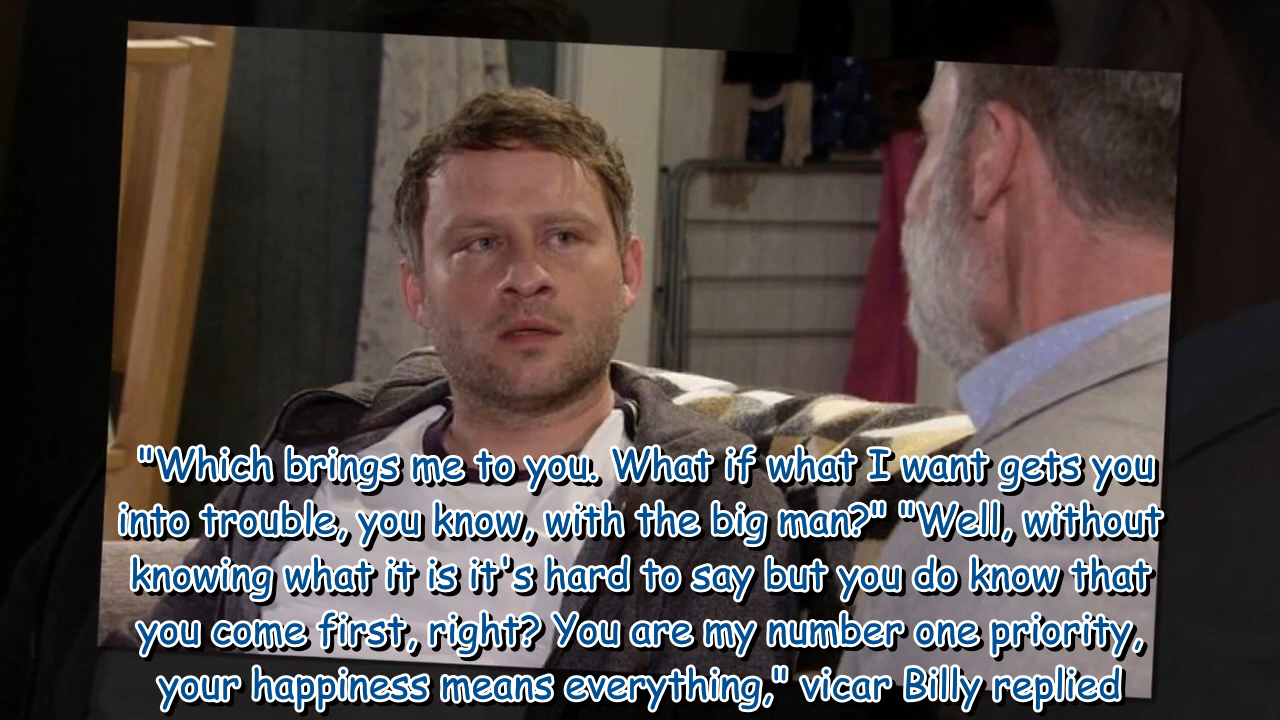 "Which brings me to you. What if what I want gets you
into trouble, you know, with the big man?" "Well, without
knowing what it is it's hard to say but you do know that
you come first, right? You are my number one priority,
your happiness means everything," vicar Billy replied